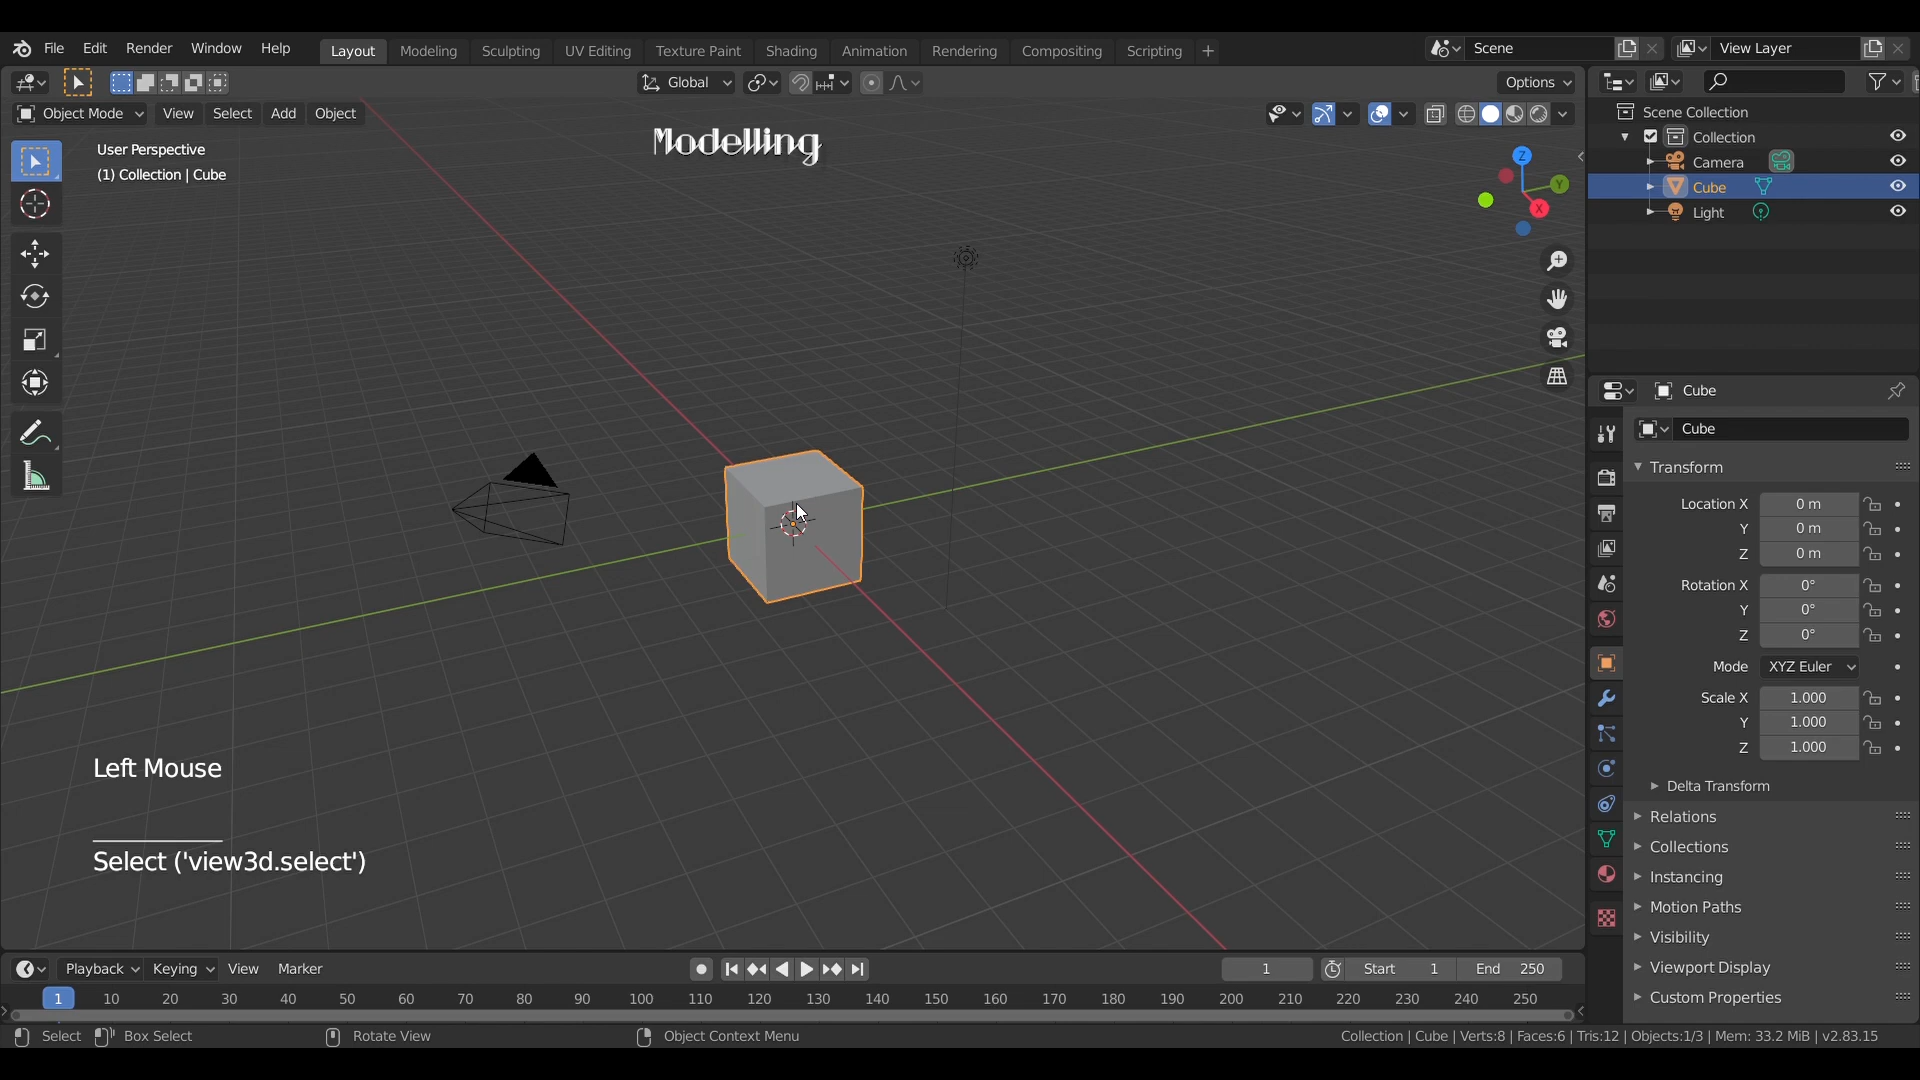 File Edit Render Window Help Layout Modeling Sculpting UV Editing Texture Paint Shading Animation Rendering Compositing Scripting + Scene View Layer
Global Options
Object Mode View Select Add Object
Modelling
User Perspective
(1) Collection | Cube
Z
Y
X
Scene Collection
Collection
Camera
Cube
Light
Cube
Cube
Transform
Location X 0 m
Y 0 m
Z 0 m
Rotation X 0°
Y 0°
Z 0°
Mode XYZ Euler
Scale X 1.000
Y 1.000
Z 1.000
Delta Transform
Relations
Collections
Instancing
Motion Paths
Visibility
Viewport Display
Custom Properties
Left Mouse
Select ('view3d.select')
Playback Keying View Marker 1 Start 1 End 250
1 10 20 30 40 50 60 70 80 90 100 110 120 130 140 150 160 170 180 190 200 210 220 230 240 250
Select Box Select Rotate View Object Context Menu Collection | Cube | Verts:8 | Faces:6 | Tris:12 | Objects:1/3 | Mem: 33.2 MiB | v2.83.15